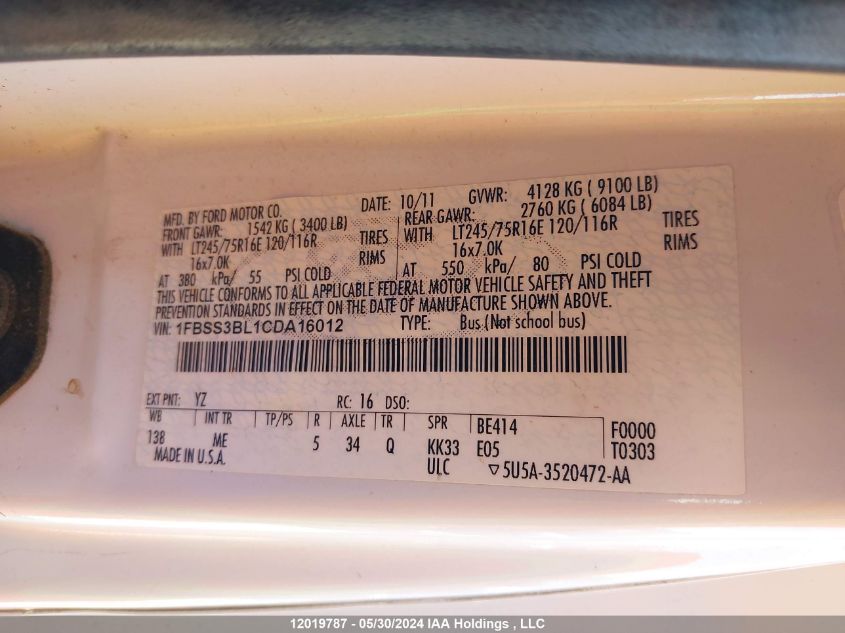 MFD. BY FORD MOTOR CO. DATE: 10/11 GVWR: 4128 KG ( 9100 LB)
FRONT GAWR: 1542 KG ( 3400 LB) REAR GAWR: 2760 KG ( 6084 LB)
WITH LT245/75R16E 120/116R TIRES WITH LT245/75R16E 120/116R TIRES
16x7.0K RIMS 16x7.0K RIMS
AT 380 kPa/ 55 PSI COLD AT 550 kPa/ 80 PSI COLD
THIS VEHICLE CONFORMS TO ALL APPLICABLE FEDERAL MOTOR VEHICLE SAFETY AND THEFT
PREVENTION STANDARDS IN EFFECT ON THE DATE OF MANUFACTURE SHOWN ABOVE.
VIN: 1FBSS3BL1CDA16012 TYPE: Bus (Not school bus)
EXT PNT: YZ RC: 16 DSO:
WB INT TR TP/PS R AXLE TR SPR BE414 F0000
138 ME 5 34 Q KK33 E05 T0303
MADE IN U.S.A. ULC ▽5U5A-3520472-AA
12019787 - 05/30/2024 IAA Holdings , LLC